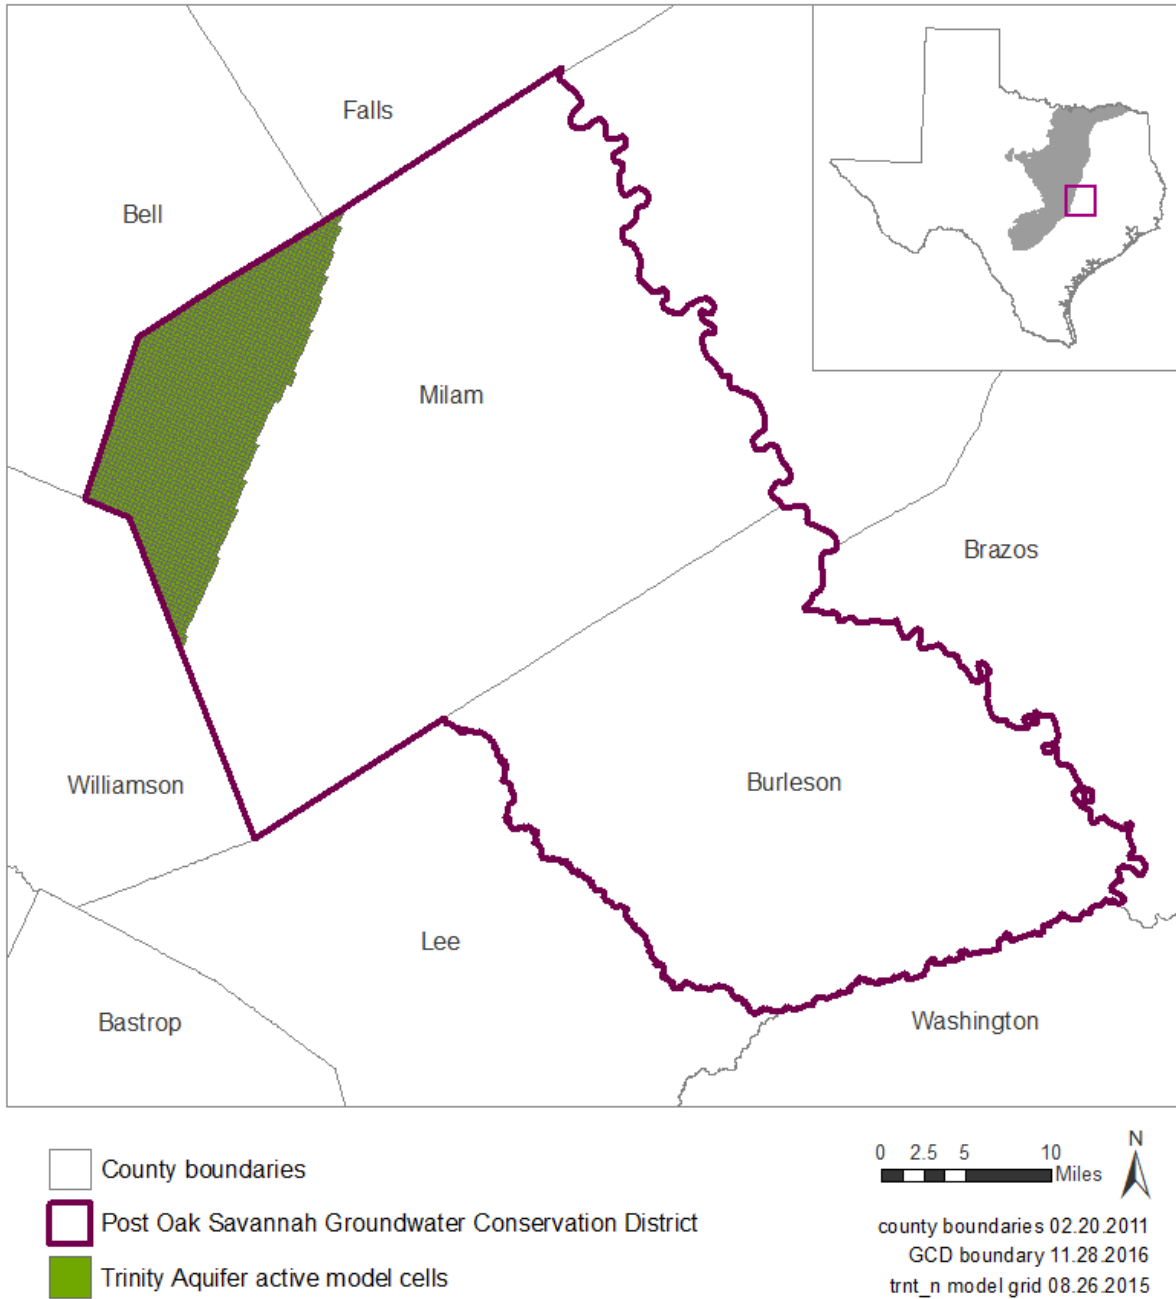 Falls
Bell
Milam
Brazos
Williamson
Burleson
Lee
Bastrop
Washington
County boundaries
Post Oak Savannah Groundwater Conservation District
Trinity Aquifer active model cells
0 2.5 5 10
Miles
N
county boundaries 02.20.2011
GCD boundary 11.28.2016
trnt_n model grid 08.26.2015